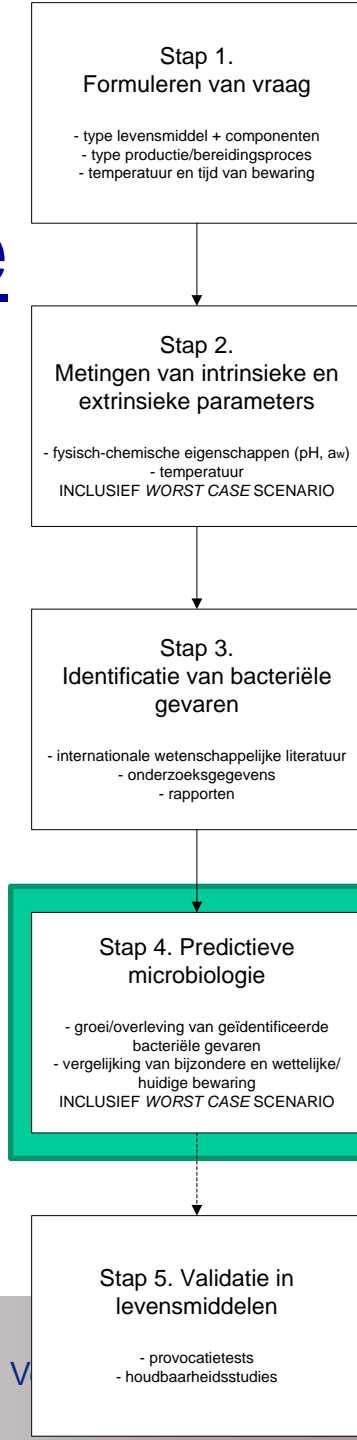 e
Stap 1.
Formuleren van vraag
- type levensmiddel + componenten
- type productie/bereidingsproces
- temperatuur en tijd van bewaring
Stap 2.
Metingen van intrinsieke en
extrinsieke parameters
- fysisch-chemische eigenschappen (pH, aw)
- temperatuur
INCLUSIEF WORST CASE SCENARIO
Stap 3.
Identificatie van bacteriële
gevaren
- internationale wetenschappelijke literatuur
- onderzoeksgegevens
- rapporten
Stap 4. Predictieve
microbiologie
- groei/overleving van geïdentificeerde
bacteriële gevaren
- vergelijking van bijzondere en wettelijke/
huidige bewaring
INCLUSIEF WORST CASE SCENARIO
Stap 5. Validatie in
levensmiddelen
- provocatietests
- houdbaarheidsstudies